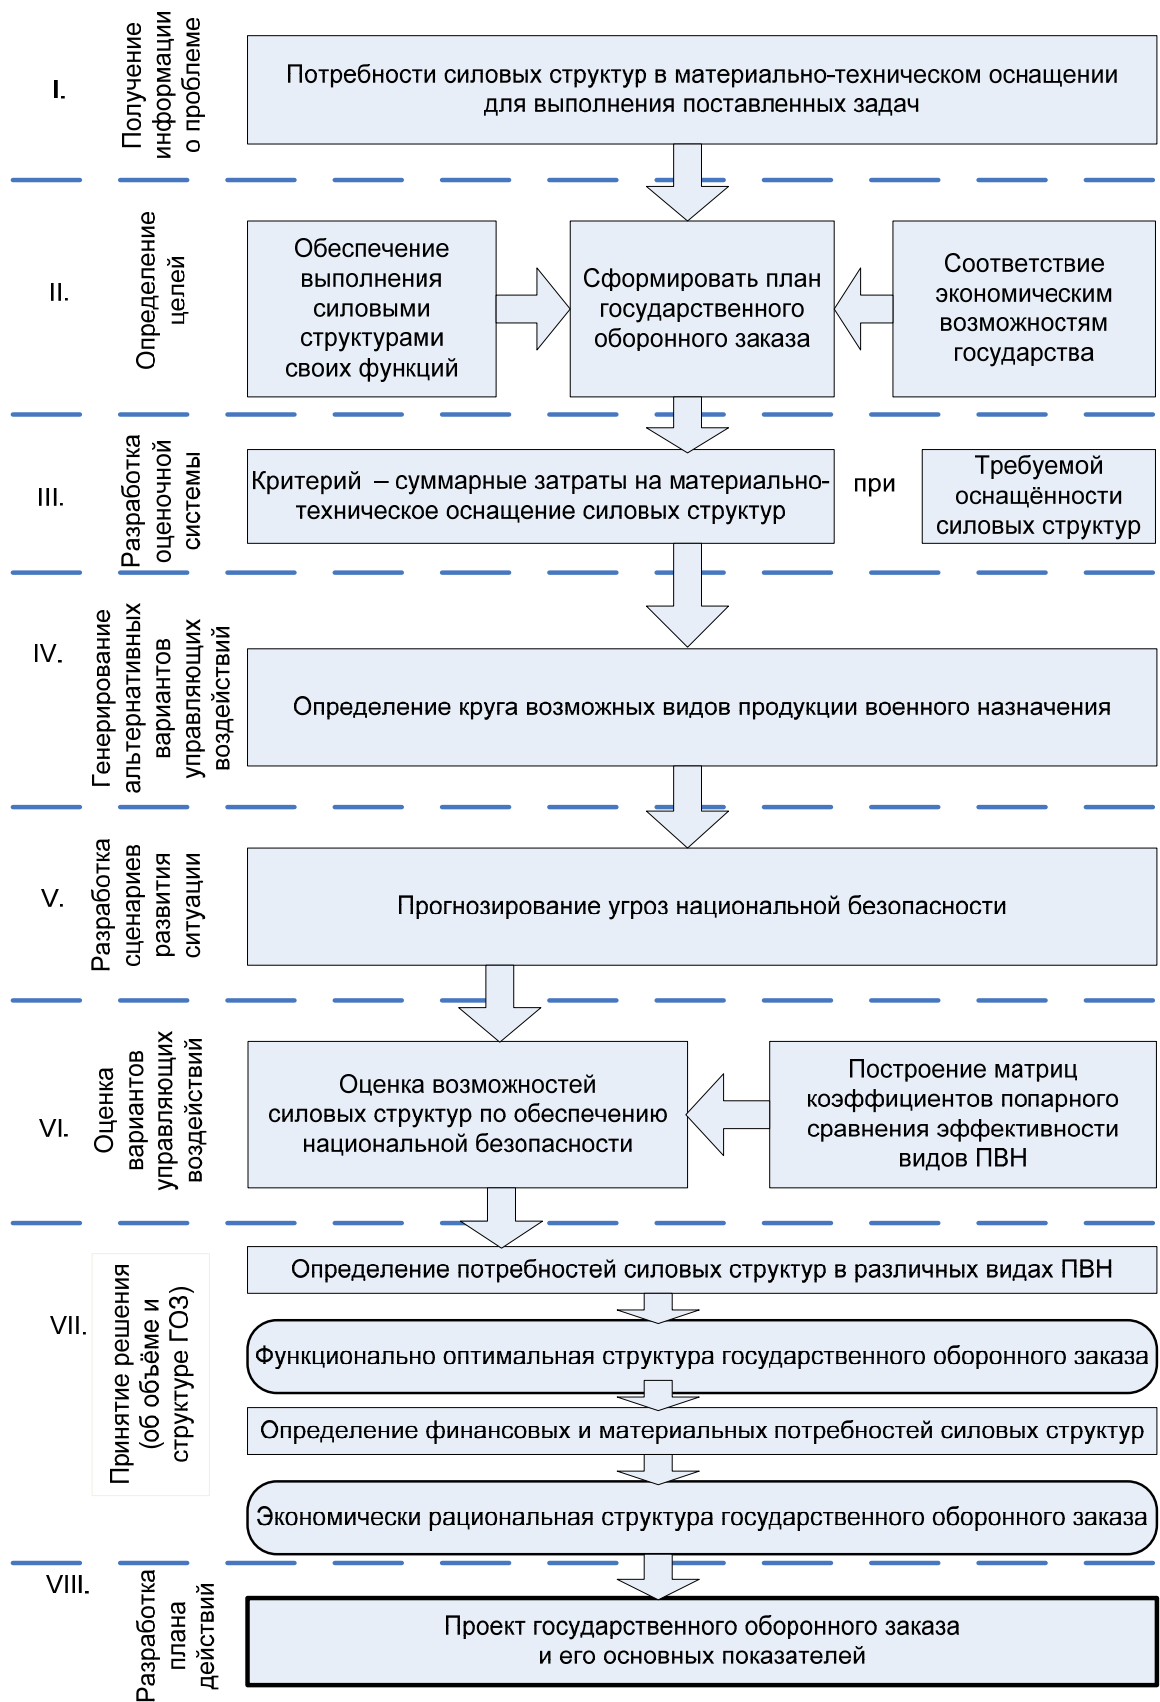 I.
Получение
информации
о проблеме
Потребности силовых структур в материально-техническом оснащении
для выполнения поставленных задач
II.
Определение
целей
Обеспечение
выполнения
силовыми
структурами
своих функций
Сформировать план
государственного
оборонного заказа
Соответствие
экономическим
возможностям
государства
III.
Разработка
оценочной
системы
Критерий – суммарные затраты на материально-
техническое оснащение силовых структур
при
Требуемой
оснащённости
силовых структур
IV.
Генерирование
альтернативных
вариантов
управляющих
воздействий
Определение круга возможных видов продукции военного назначения
V.
Разработка
сценариев
развития
ситуации
Прогнозирование угроз национальной безопасности
VI.
Оценка
вариантов
управляющих
воздействий
Оценка возможностей
силовых структур по обеспечению
национальной безопасности
Построение матриц
коэффициентов попарного
сравнения эффективности
видов ПВН
VII.
Принятие решения
(об объёме и
структуре ГОЗ)
Определение потребностей силовых структур в различных видах ПВН
Функционально оптимальная структура государственного оборонного заказа
Определение финансовых и материальных потребностей силовых структур
Экономически рациональная структура государственного оборонного заказа
VIII.
Разработка
плана
действий
Проект государственного оборонного заказа
и его основных показателей